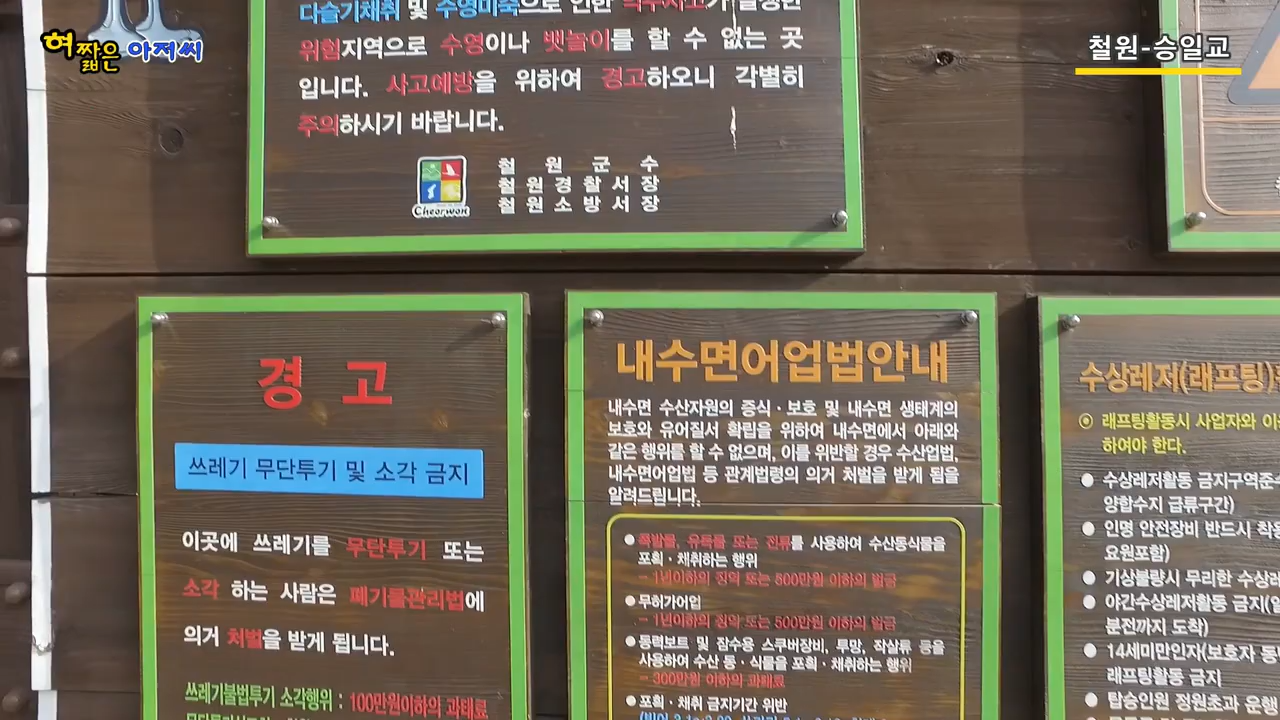 혀짧은 아저씨
철원-승일교
다슬기채취 및 수영미숙으로 인한 익수사고가 발생한
위험지역으로 수영이나 뱃놀이를 할 수 없는 곳
입니다. 사고예방을 위하여 경고하오니 각별히
주의하시기 바랍니다.
철 원 군 수
철원경찰서장
철원소방서장
Cheorwon
경 고
쓰레기 무단투기 및 소각 금지
이곳에 쓰레기를 무단투기 또는
소각 하는 사람은 폐기물관리법에
의거 처벌을 받게 됩니다.
쓰레기불법투기 소각행위 : 100만원이하의 과태료
내수면어업법안내
내수면 수산자원의 증식·보호 및 내수면 생태계의
보호와 유어질서 확립을 위하여 내수면에서 아래와
같은 행위를 할 수 없으며, 이를 위반할 경우 수산업법,
내수면어업법 등 관계법령의 의거 처벌을 받게 됨을
알려드립니다.
● 폭발물, 유독물 또는 전류를 사용하여 수산동식물을
포획·채취하는 행위
- 1년이하의 징역 또는 500만원 이하의 벌금
● 무허가어업
- 1년이하의 징역 또는 500만원 이하의 벌금
● 동력보트 및 잠수용 스쿠버장비, 투망, 작살류 등을
사용하여 수산 동·식물을 포획·채취하는 행위
- 300만원 이하의 과태료
● 포획·채취 금지기간 위반
수상레저(래프팅)
◉ 래프팅활동시 사업자와
하여야 한다.
● 수상레저활동 금지구역준
양합수지 급류구간)
● 인명 안전장비 반드시 착
요원포함)
● 기상불량시 무리한 수상레
● 야간수상레저활동 금지(
분전까지 도착)
● 14세미만인자(보호자 동
래프팅활동 금지
● 탑승인원 정원초과 운행